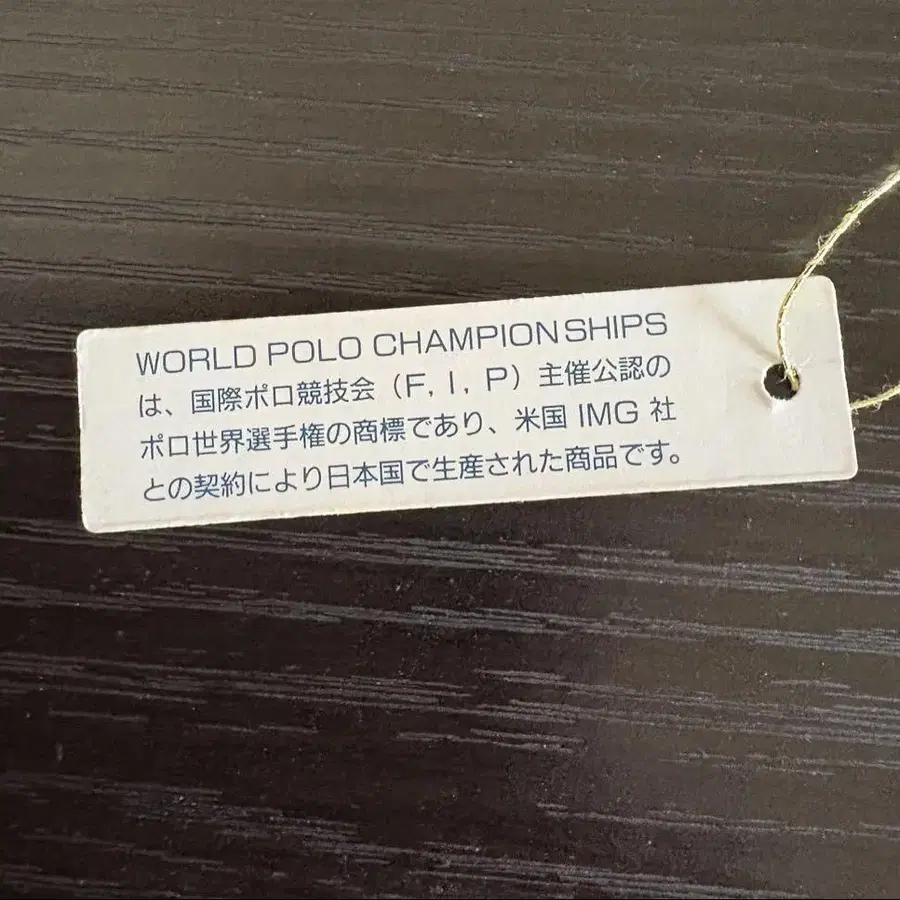 WORLD POLO CHAMPIONSHIPS
は、国際ポロ競技会（F, I, P）主催公認の
ポロ世界選手権の商標であり、米国 IMG 社
との契約により日本国で生産された商品です。